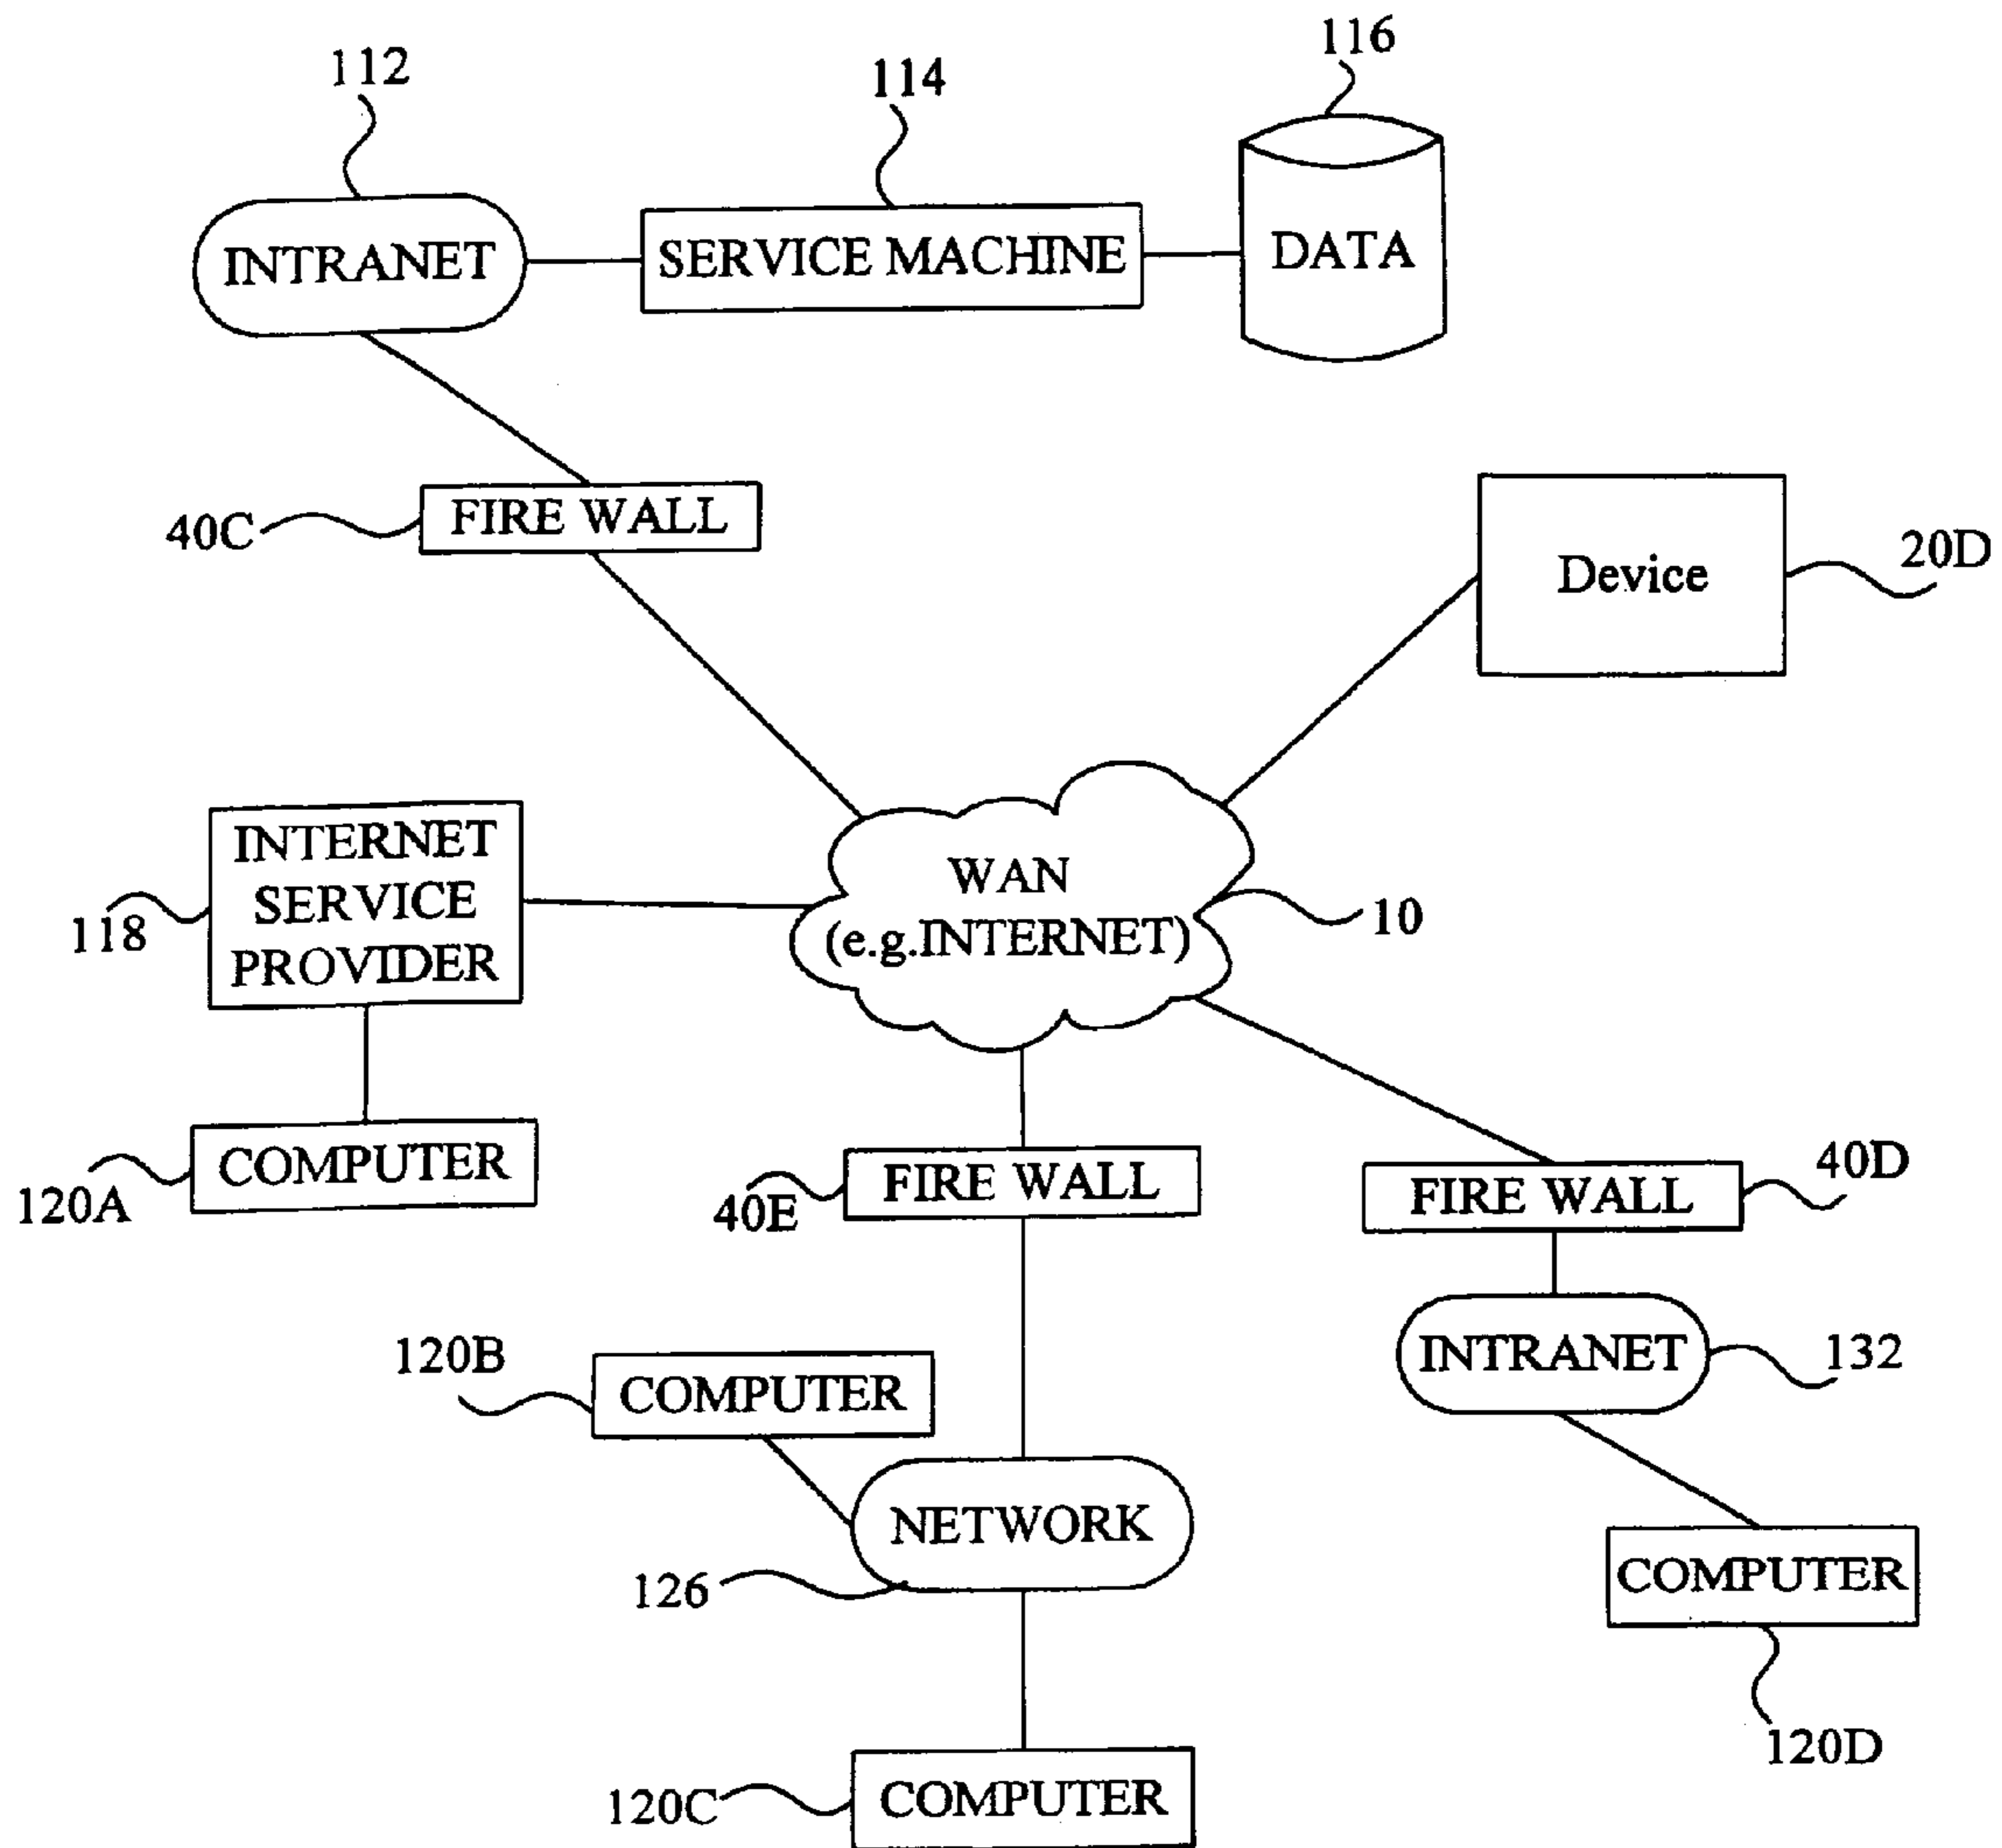 112
114
116
INTRANET
SERVICE MACHINE
DATA
40C
FIRE WALL
Device
20D
INTERNET
SERVICE
PROVIDER
118
WAN
(e.g.INTERNET)
10
COMPUTER
120A
FIRE WALL
40E
FIRE WALL
40D
120B
COMPUTER
INTRANET
132
NETWORK
126
COMPUTER
120D
120C
COMPUTER